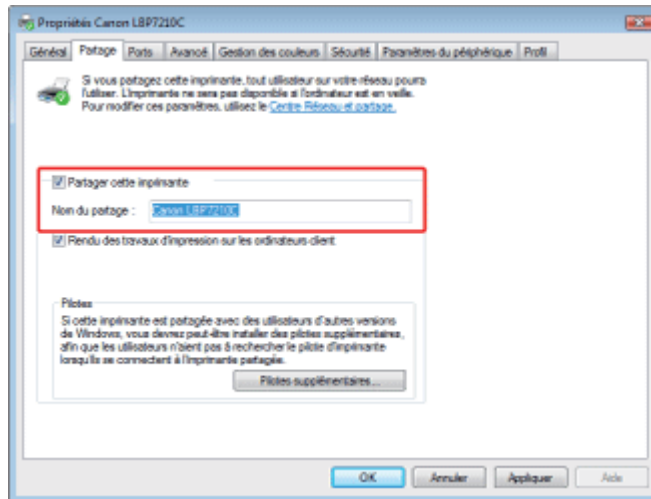 Propriétés Canon LBP7210C
Général Partage Ports Avancé Gestion des couleurs Sécurité Paramètres du périphérique Profil
Si vous partagez cette imprimante, tout utilisateur sur votre réseau pourra
l'utiliser. L'imprimante ne sera pas disponible si l'ordinateur est en veille.
Pour modifier ces paramètres, utilisez le Centre Réseau et partage.
Partager cette imprimante
Nom du partage : Canon LBP7210C
Rendu des travaux d'impression sur les ordinateurs client
Pilotes
Si cette imprimante est partagée avec des utilisateurs d'autres versions
de Windows, vous devrez peut-être installer des pilotes supplémentaires,
afin que les utilisateurs n'aient pas à rechercher le pilote d'imprimante
lorsqu'ils se connectent à l'imprimante partagée.
Pilotes supplémentaires...
OK Annuler Appliquer Aide